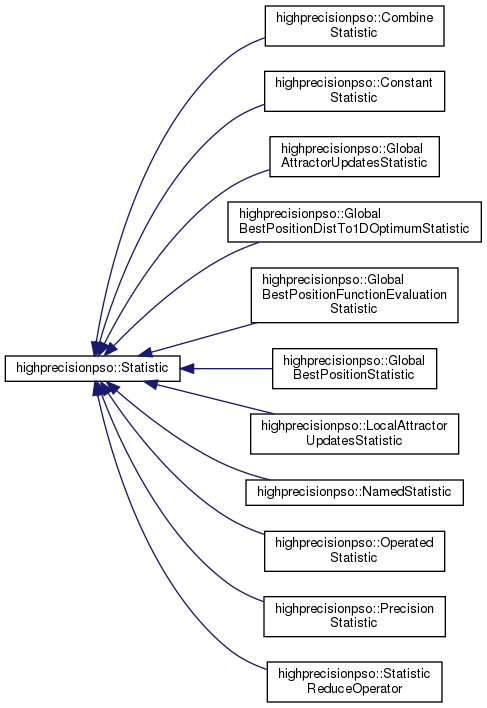 highprecisionpso::Combine
Statistic
highprecisionpso::Constant
Statistic
highprecisionpso::Global
AttractorUpdatesStatistic
highprecisionpso::Global
BestPositionDistTo1DOptimumStatistic
highprecisionpso::Global
BestPositionFunctionEvaluation
Statistic
highprecisionpso::Statistic
highprecisionpso::Global
BestPositionStatistic
highprecisionpso::LocalAttractor
UpdatesStatistic
highprecisionpso::NamedStatistic
highprecisionpso::Operated
Statistic
highprecisionpso::Precision
Statistic
highprecisionpso::Statistic
ReduceOperator